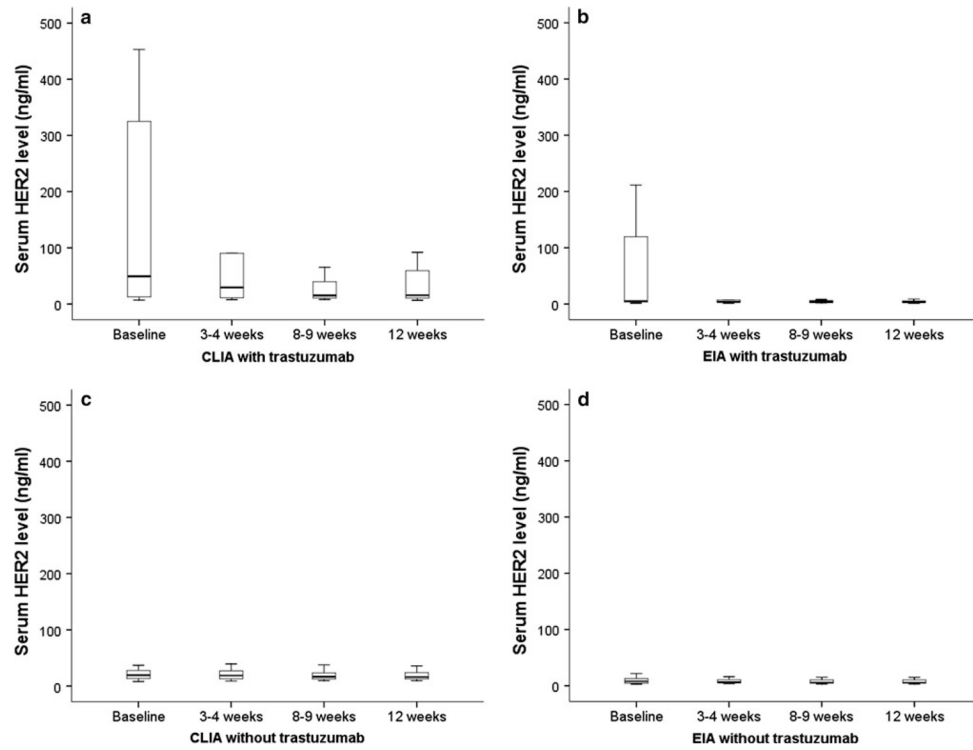 a
Serum HER2 level (ng/ml)
500
400
300
200
100
0
Baseline 3-4 weeks 8-9 weeks 12 weeks
CLIA with trastuzumab
b
Serum HER2 level (ng/ml)
500
400
300
200
100
0
Baseline 3-4 weeks 8-9 weeks 12 weeks
EIA with trastuzumab
c
Serum HER2 level (ng/ml)
500
400
300
200
100
0
Baseline 3-4 weeks 8-9 weeks 12 weeks
CLIA without trastuzumab
d
Serum HER2 level (ng/ml)
500
400
300
200
100
0
Baseline 3-4 weeks 8-9 weeks 12 weeks
EIA without trastuzumab